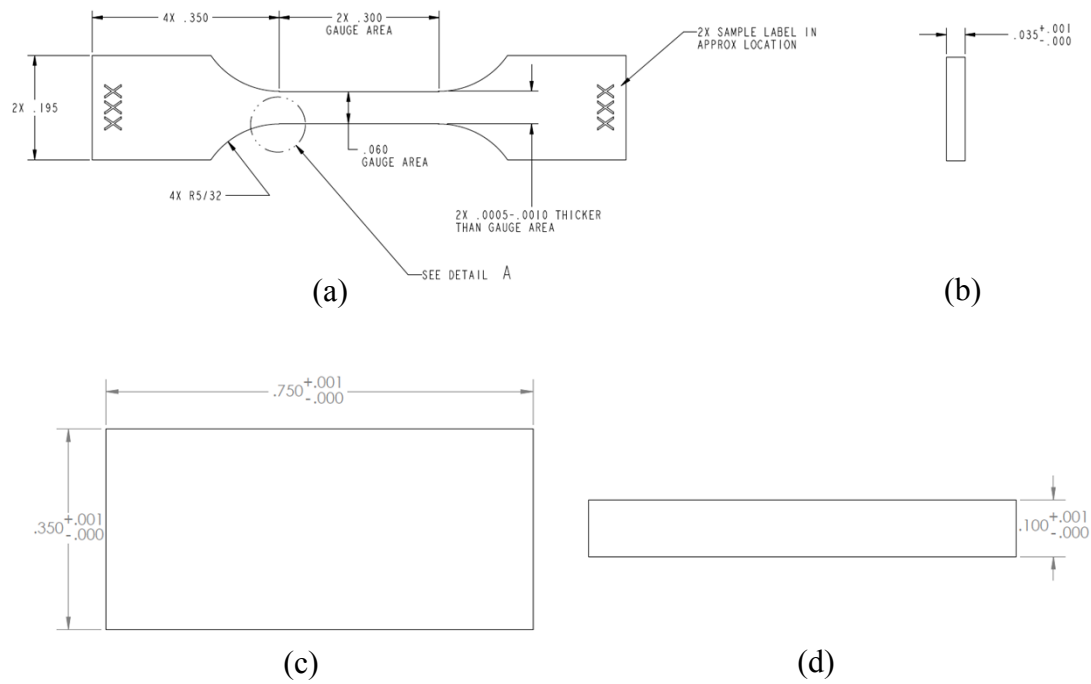 4X .350
2X .300
GAUGE AREA
2X SAMPLE LABEL IN
APPROX LOCATION
.035 +.001
-.000
2X .195
XXX
XXX
.060
GAUGE AREA
4X R5/32
2X .0005-.0010 THICKER
THAN GAUGE AREA
SEE DETAIL A
(a)
(b)
.750 +.001
-.000
.350 +.001
-.000
.100 +.001
-.000
(c)
(d)